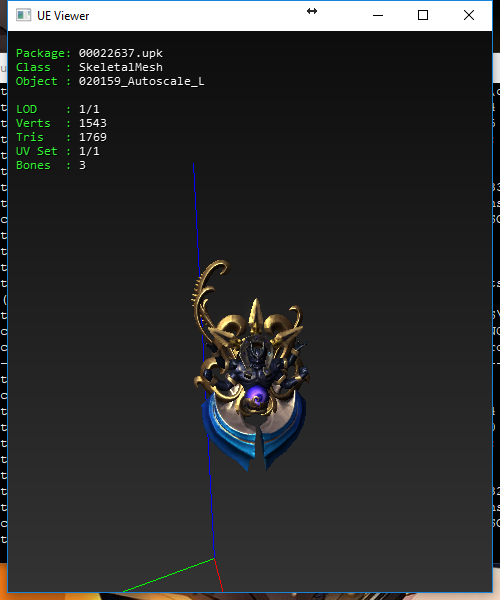 UE Viewer
Package: 00022637.upk
Class : SkeletalMesh
Object : 020159_Autoscale_L
LOD : 1/1
Verts : 1543
Tris : 1769
UV Set : 1/1
Bones : 3